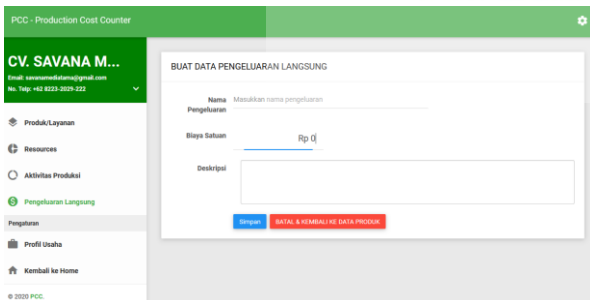 PCC - Production Cost Counter
CV. SAVANA M...
Email: savanamediatama@gmail.com
No. Telp: +62 8223-2029-222
Produk/Layanan
Resources
Aktivitas Produksi
Pengeluaran Langsung
Pengaturan
Profil Usaha
Kembali ke Home
© 2020 PCC.
BUAT DATA PENGELUARAN LANGSUNG
Nama Pengeluaran
Masukkan nama pengeluaran
Biaya Satuan
Rp 0
Deskripsi
Simpan
BATAL & KEMBALI KE DATA PRODUK